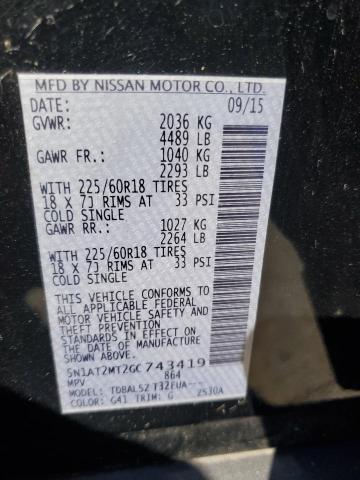 MFD BY NISSAN MOTOR CO., LTD.
DATE: 09/15
GVWR: 2036 KG
4489 LB
GAWR FR.: 1040 KG
2293 LB
WITH 225/60R18 TIRES
18 X 7J RIMS AT 33 PSI
COLD SINGLE
GAWR RR.: 1027 KG
2264 LB
WITH 225/60R18 TIRES
18 X 7J RIMS AT 33 PSI
COLD SINGLE
THIS VEHICLE CONFORMS TO
ALL APPLICABLE FEDERAL
MOTOR VEHICLE SAFETY AND
THEFT PREVENTION
STANDARDS IN EFFECT ON
THE DATE OF MANUFACTURE
SHOWN ABOVE.
5N1AT2MT2GC743419
MPV 864
MODEL: TDBALS2 T32FUA--
COLOR: G41 TRIM: G 2530A